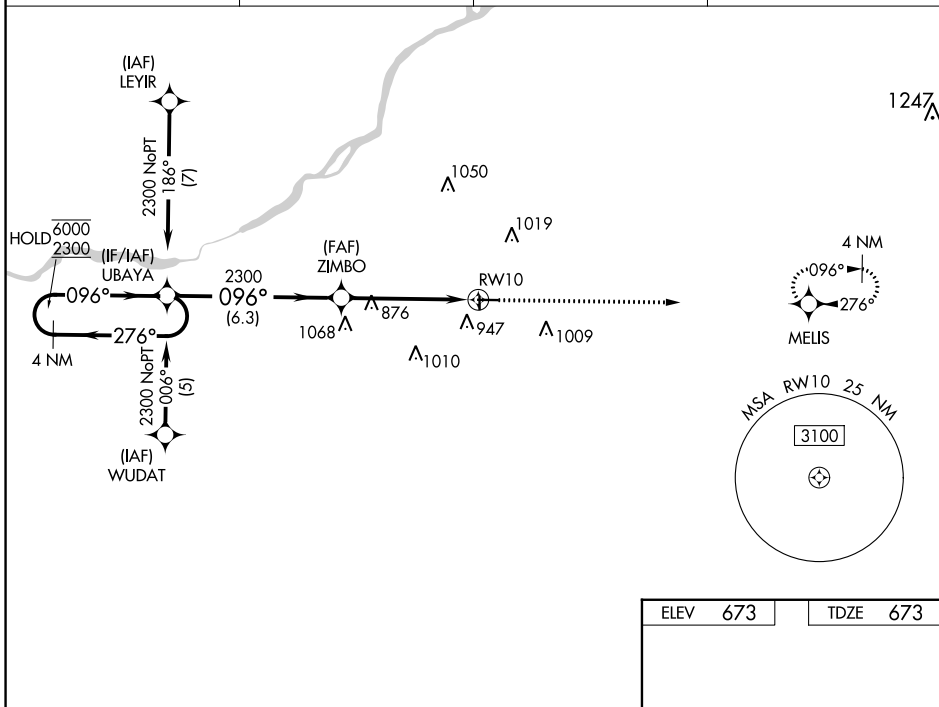 (IAF)
LEYIR
1247
2300 NoPT
186°
(7)
1050
1019
HOLD 6000
2300
(IF/IAF)
UBAYA
(FAF)
ZIMBO
4 NM
096°
276°
MELIS
RW10
2300
096°
(6.3)
096°
276°
4 NM
1068
876
947
1009
1010
2300 NoPT
006°
(5)
(IAF)
WUDAT
MSA RW10 25 NM
3100
ELEV 673
TDZE 673